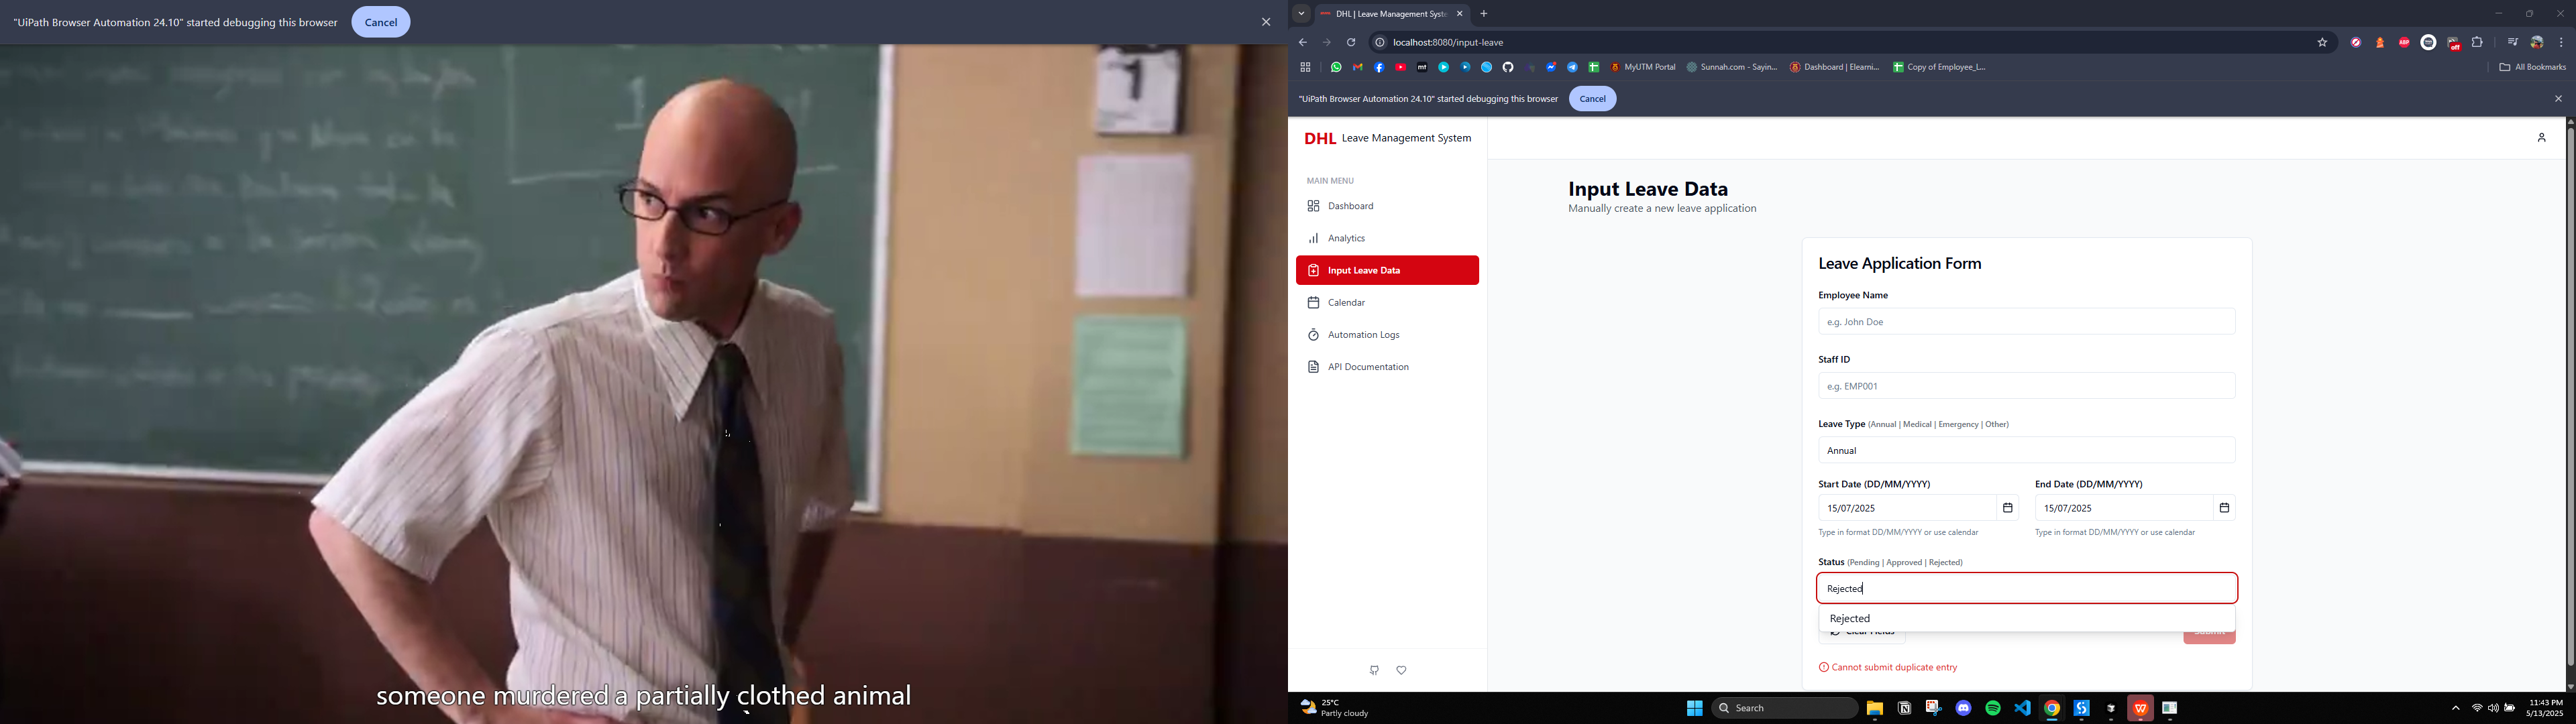 "UiPath Browser Automation 24.10" started debugging this browser
Cancel
1
someone murdered a partially clothed animal
DHL | Leave Management Syste
localhost:8080/input-leave
MyUTM Portal
Sunnah.com - Sayin...
Dashboard | Elearni...
Copy of Employee_L...
All Bookmarks
"UiPath Browser Automation 24.10" started debugging this browser
Cancel
DHL Leave Management System
MAIN MENU
Dashboard
Analytics
Input Leave Data
Calendar
Automation Logs
API Documentation
Input Leave Data
Manually create a new leave application
Leave Application Form
Employee Name
e.g. John Doe
Staff ID
e.g. EMP001
Leave Type (Annual | Medical | Emergency | Other)
Annual
Start Date (DD/MM/YYYY)
End Date (DD/MM/YYYY)
15/07/2025
15/07/2025
Type in format DD/MM/YYYY or use calendar
Type in format DD/MM/YYYY or use calendar
Status (Pending | Approved | Rejected)
Rejected
Rejected
Clear Fields
Submit
Cannot submit duplicate entry
25°C
Partly cloudy
Search
11:43 PM
5/13/2025